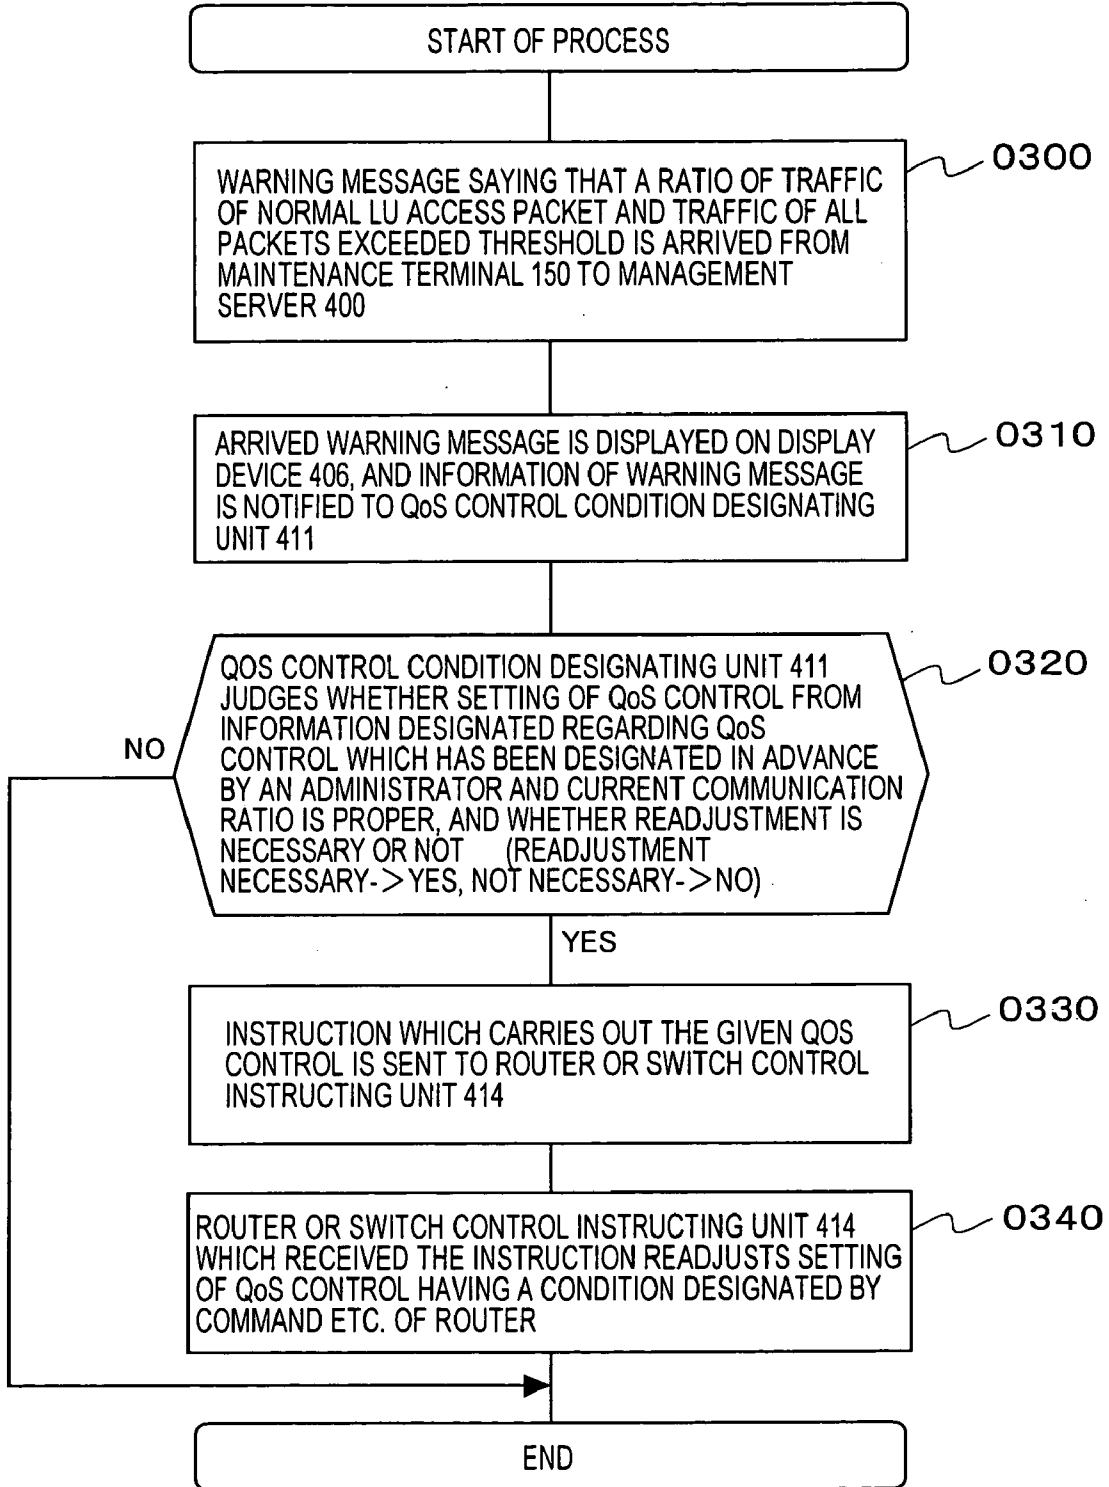 START OF PROCESS
0300
WARNING MESSAGE SAYING THAT A RATIO OF TRAFFIC
OF NORMAL LU ACCESS PACKET AND TRAFFIC OF ALL
PACKETS EXCEEDED THRESHOLD IS ARRIVED FROM
MAINTENANCE TERMINAL 150 TO MANAGEMENT
SERVER 400
0310
ARRIVED WARNING MESSAGE IS DISPLAYED ON DISPLAY
DEVICE 406, AND INFORMATION OF WARNING MESSAGE
IS NOTIFIED TO QoS CONTROL CONDITION DESIGNATING
UNIT 411
0320
QOS CONTROL CONDITION DESIGNATING UNIT 411
JUDGES WHETHER SETTING OF QoS CONTROL FROM
INFORMATION DESIGNATED REGARDING QoS
CONTROL WHICH HAS BEEN DESIGNATED IN ADVANCE
BY AN ADMINISTRATOR AND CURRENT COMMUNICATION
RATIO IS PROPER, AND WHETHER READJUSTMENT IS
NECESSARY OR NOT (READJUSTMENT
NECESSARY->YES, NOT NECESSARY->NO)
NO
YES
0330
INSTRUCTION WHICH CARRIES OUT THE GIVEN QOS
CONTROL IS SENT TO ROUTER OR SWITCH CONTROL
INSTRUCTING UNIT 414
0340
ROUTER OR SWITCH CONTROL INSTRUCTING UNIT 414
WHICH RECEIVED THE INSTRUCTION READJUSTS SETTING
OF QoS CONTROL HAVING A CONDITION DESIGNATED BY
COMMAND ETC. OF ROUTER
END